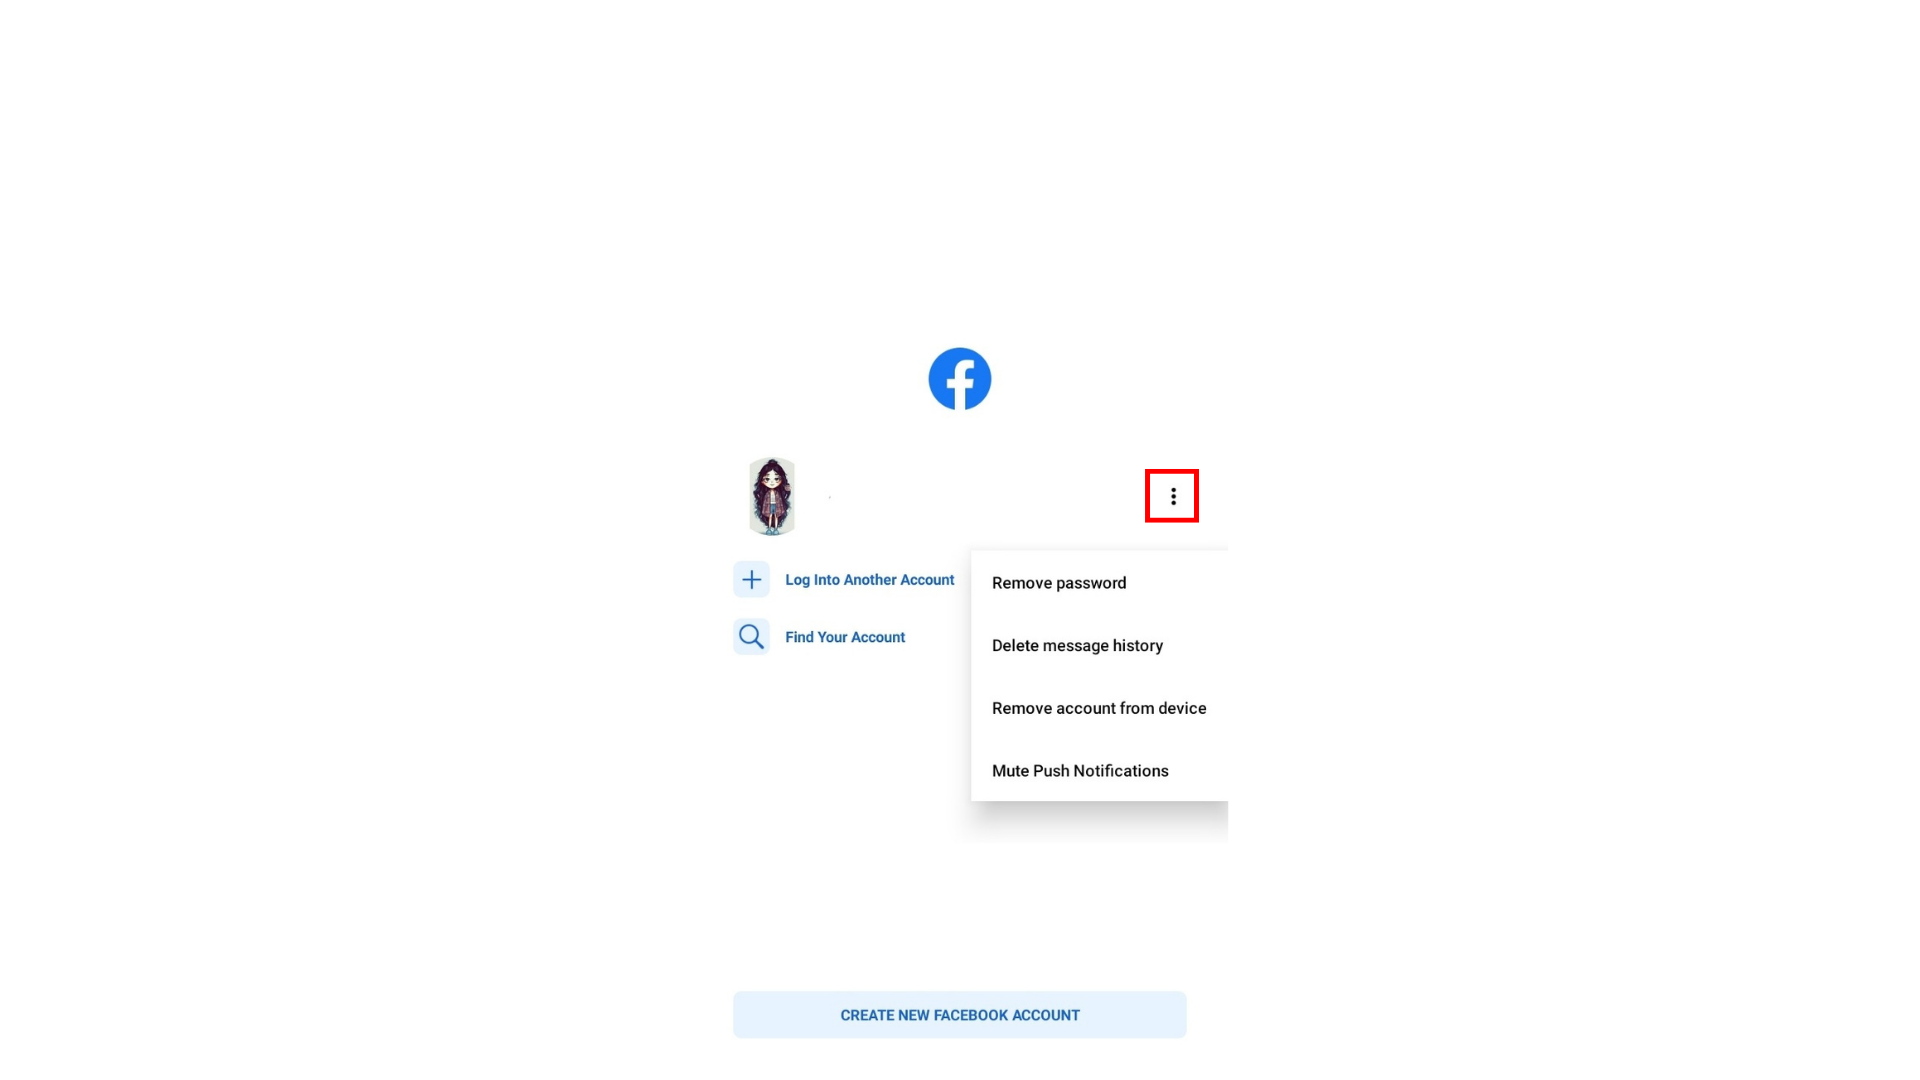 Log Into Another Account
Find Your Account
Remove password
Delete message history
Remove account from device
Mute Push Notifications
CREATE NEW FACEBOOK ACCOUNT